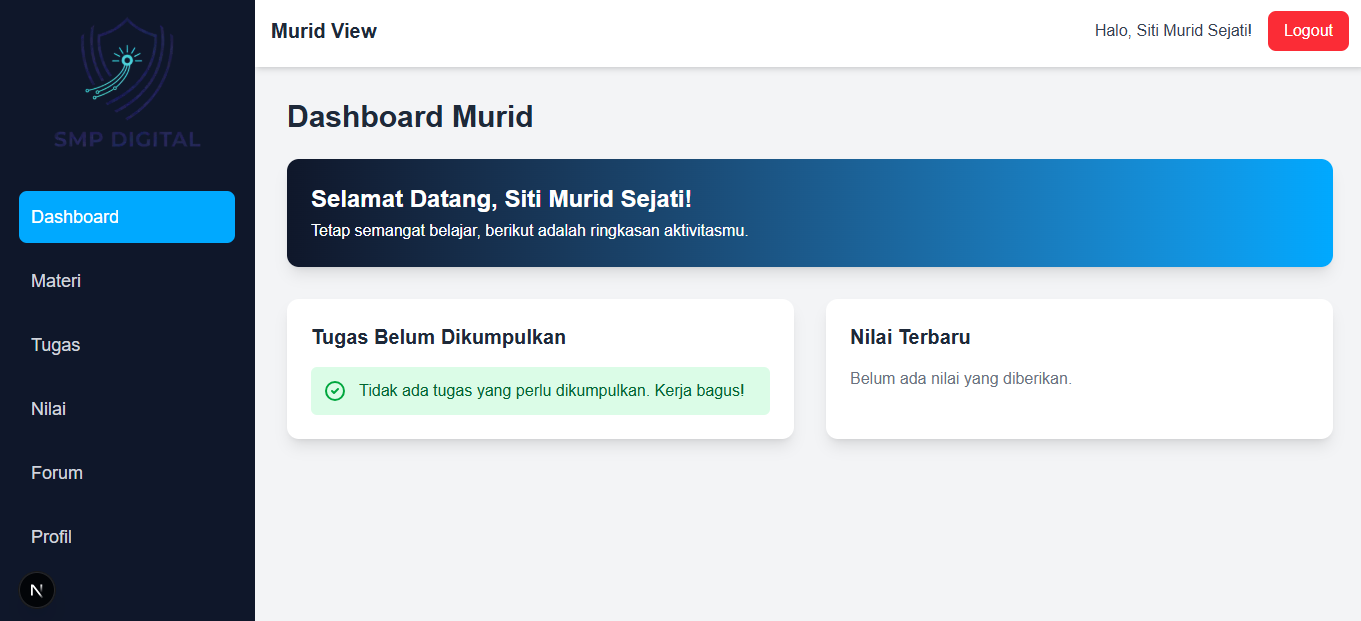 SMP DIGITAL
Dashboard
Materi
Tugas
Nilai
Forum
Profil
N
Murid View
Halo, Siti Murid Sejati!
Logout
Dashboard Murid
Selamat Datang, Siti Murid Sejati!
Tetap semangat belajar, berikut adalah ringkasan aktivitasmu.
Tugas Belum Dikumpulkan
Tidak ada tugas yang perlu dikumpulkan. Kerja bagus!
Nilai Terbaru
Belum ada nilai yang diberikan.